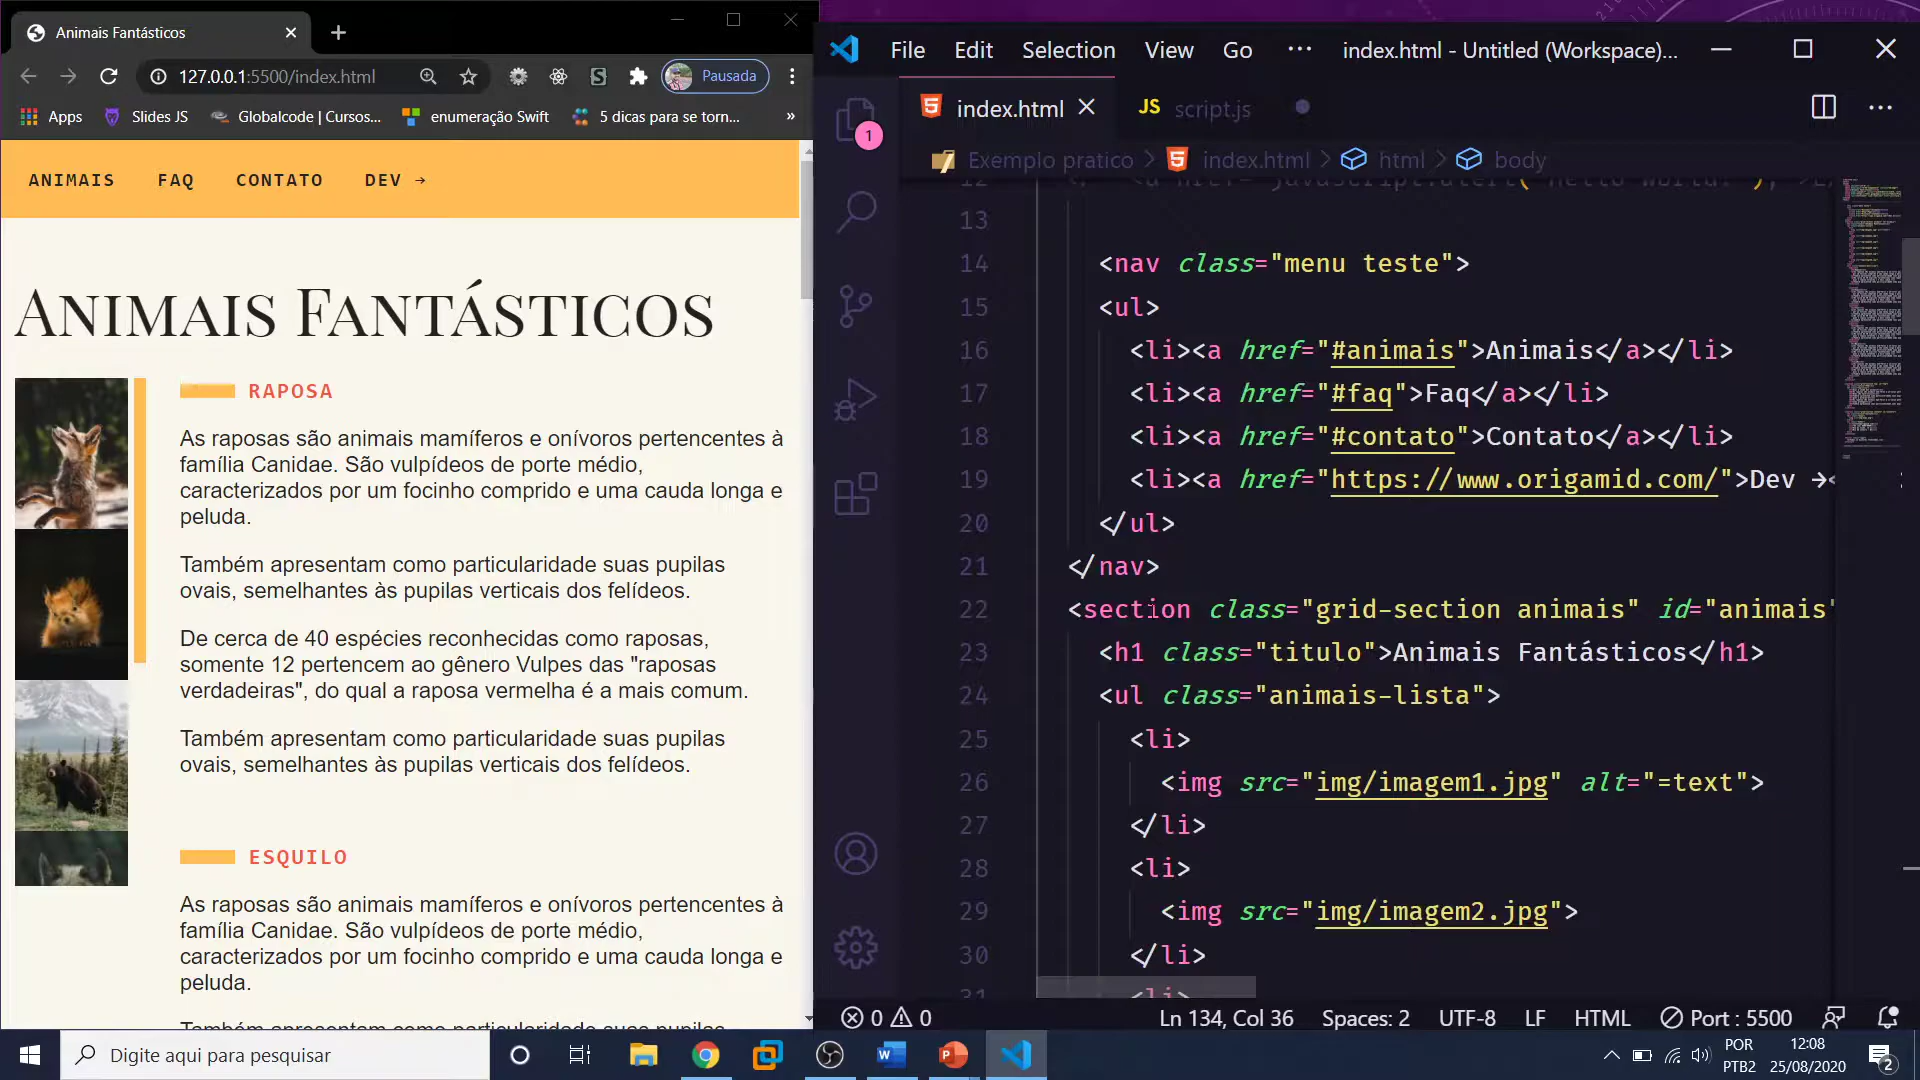 Animais Fantásticos
127.0.0.1:5500/index.html
Pausada
Apps
Slides JS
Globalcode | Cursos...
enumeração Swift
5 dicas para se torn...
»
ANIMAIS
FAQ
CONTATO
DEV →
ANIMAIS FANTÁSTICOS
RAPOSA
As raposas são animais mamíferos e onívoros pertencentes à
família Canidae. São vulpídeos de porte médio,
caracterizados por um focinho comprido e uma cauda longa e
peluda.
Também apresentam como particularidade suas pupilas
ovais, semelhantes às pupilas verticais dos felídeos.
De cerca de 40 espécies reconhecidas como raposas,
somente 12 pertencem ao gênero Vulpes das "raposas
verdadeiras", do qual a raposa vermelha é a mais comum.
Também apresentam como particularidade suas pupilas
ovais, semelhantes às pupilas verticais dos felídeos.
ESQUILO
As raposas são animais mamíferos e onívoros pertencentes à
família Canidae. São vulpídeos de porte médio,
caracterizados por um focinho comprido e uma cauda longa e
peluda.
Também apresentam como particularidade suas pupilas
File Edit Selection View Go ··· index.html - Untitled (Workspace)...
index.html
JS script.js
1
Exemplo pratico > index.html > html > body
13
14 <nav class="menu teste">
15 <ul>
16 <li><a href="#animais">Animais</a></li>
17 <li><a href="#faq">Faq</a></li>
18 <li><a href="#contato">Contato</a></li>
19 <li><a href="https://www.origamid.com/">Dev →<
20 </ul>
21 </nav>
22 <section class="grid-section animais" id="animais"
23 <h1 class="titulo">Animais Fantásticos</h1>
24 <ul class="animais-lista">
25 <li>
26 <img src="img/imagem1.jpg" alt="=text">
27 </li>
28 <li>
29 <img src="img/imagem2.jpg">
30 </li>
31 <li>
0 0
Ln 134, Col 36
Spaces: 2
UTF-8
LF
HTML
Port : 5500
Digite aqui para pesquisar
POR
PTB2
12:08
25/08/2020
2